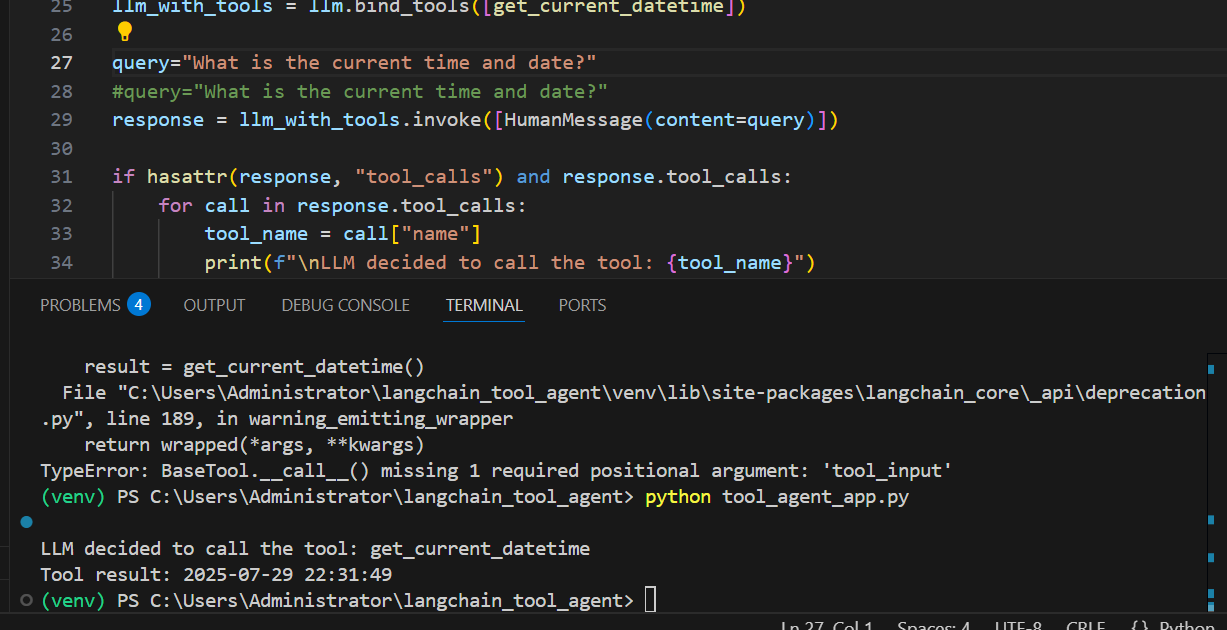 25 llm_with_tools = llm.bind_tools([get_current_datetime])
26
27 query="What is the current time and date?"
28 #query="What is the current time and date?"
29 response = llm_with_tools.invoke([HumanMessage(content=query)])
30
31 if hasattr(response, "tool_calls") and response.tool_calls:
32 for call in response.tool_calls:
33 tool_name = call["name"]
34 print(f"\nLLM decided to call the tool: {tool_name}")
PROBLEMS 4 OUTPUT DEBUG CONSOLE TERMINAL PORTS
result = get_current_datetime()
File "C:\Users\Administrator\langchain_tool_agent\venv\lib\site-packages\langchain_core\_api\deprecation
.py", line 189, in warning_emitting_wrapper
return wrapped(*args, **kwargs)
TypeError: BaseTool.__call__() missing 1 required positional argument: 'tool_input'
(venv) PS C:\Users\Administrator\langchain_tool_agent> python tool_agent_app.py
LLM decided to call the tool: get_current_datetime
Tool result: 2025-07-29 22:31:49
(venv) PS C:\Users\Administrator\langchain_tool_agent>
Ln 27, Col 1 Spaces: 4 UTF-8 CRLF {} Python